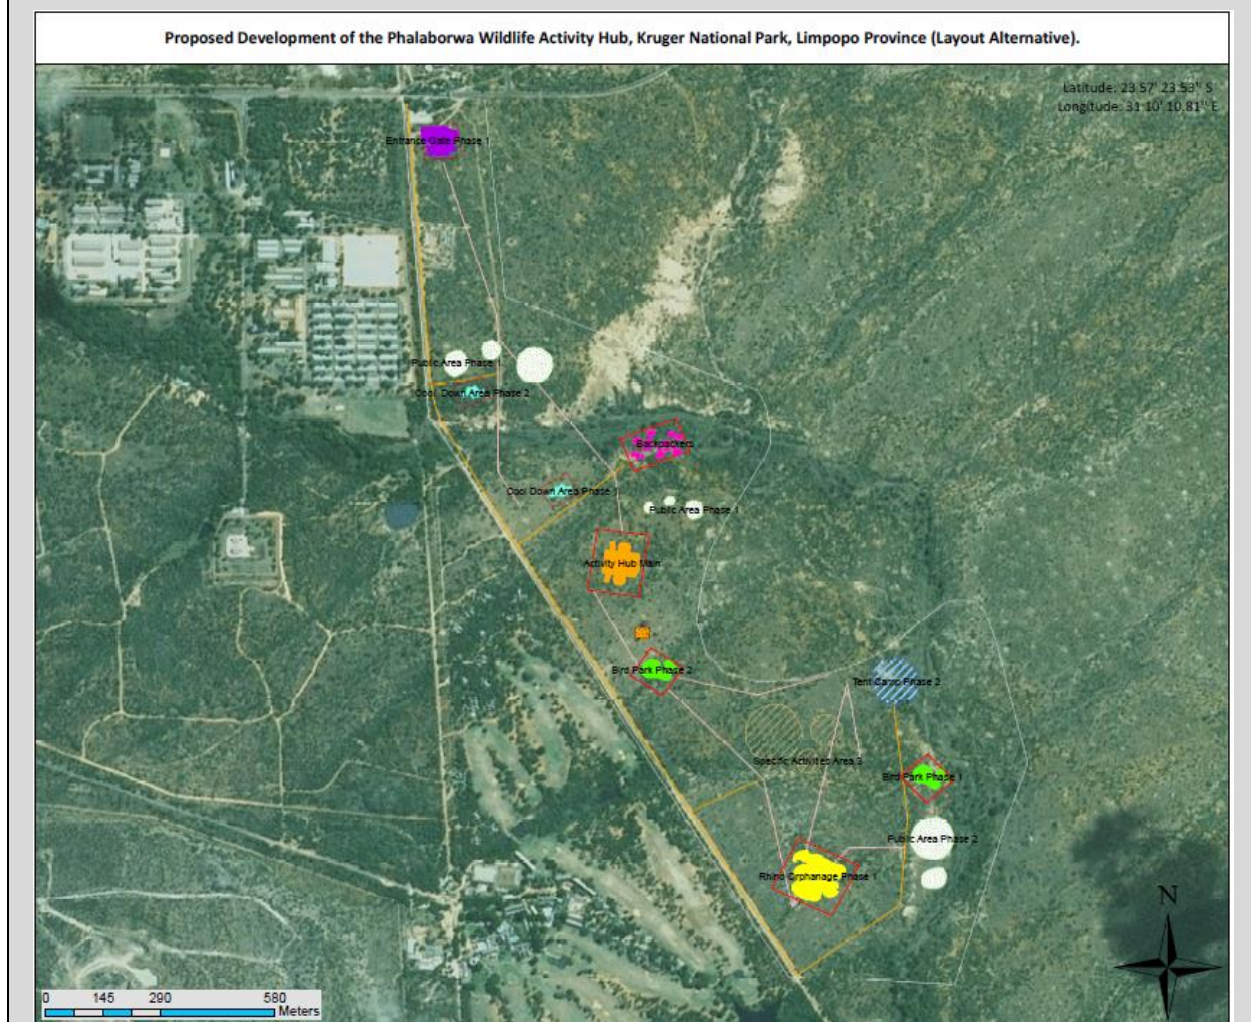 Proposed Development of the Phalaborwa Wildlife Activity Hub, Kruger National Park, Limpopo Province (Layout Alternative).
Latitude: 23 57' 23.53" S
Longitude: 31 10' 10.81" E
Entrance Gate Phase 1
Public Area Phase 1
Cool Down Area Phase 2
Backpackers
Cool Down Area Phase 1
Public Area Phase 1
Activity Hub Main
Bird Park Phase 2
Tent Camp Phase 2
Specific Activities Area 3
Bird Park Phase 1
Public Area Phase 2
Rhino Orphanage Phase 1
N
0 145 290 580
Meters